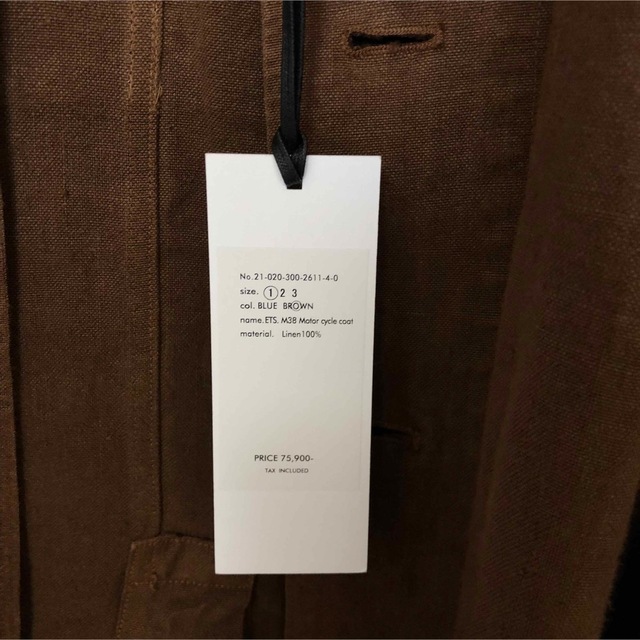 No.21-020-300-2611-4-0
size. 1 2 3
col. BLUE BROWN
name.ETS. M38 Motor cycle coat
material. Linen100%
PRICE 75,900-
TAX INCLUDED